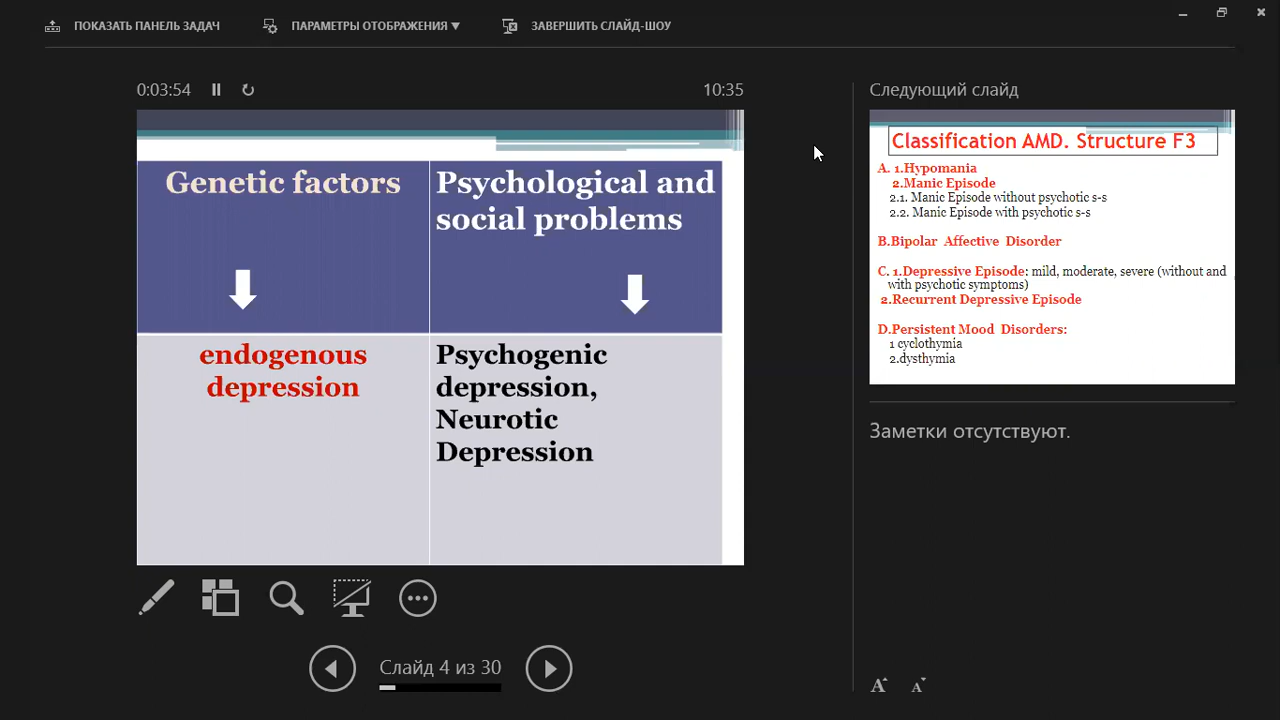 ПОКАЗАТЬ ПАНЕЛЬ ЗАДАЧ
ПАРАМЕТРЫ ОТОБРАЖЕНИЯ
ЗАВЕРШИТЬ СЛАЙД-ШОУ
0:03:54
10:35
Genetic factors
Psychological and
social problems
endogenous
depression
Psychogenic
depression,
Neurotic
Depression
Слайд 4 из 30
Следующий слайд
Classification AMD. Structure F3
A. 1.Hypomania
2.Manic Episode
2.1. Manic Episode without psychotic s-s
2.2. Manic Episode with psychotic s-s
B.Bipolar Affective Disorder
C. 1.Depressive Episode: mild, moderate, severe (without and
with psychotic symptoms)
2.Recurrent Depressive Episode
D.Persistent Mood Disorders:
1 cyclothymia
2.dysthymia
Заметки отсутствуют.
A
A